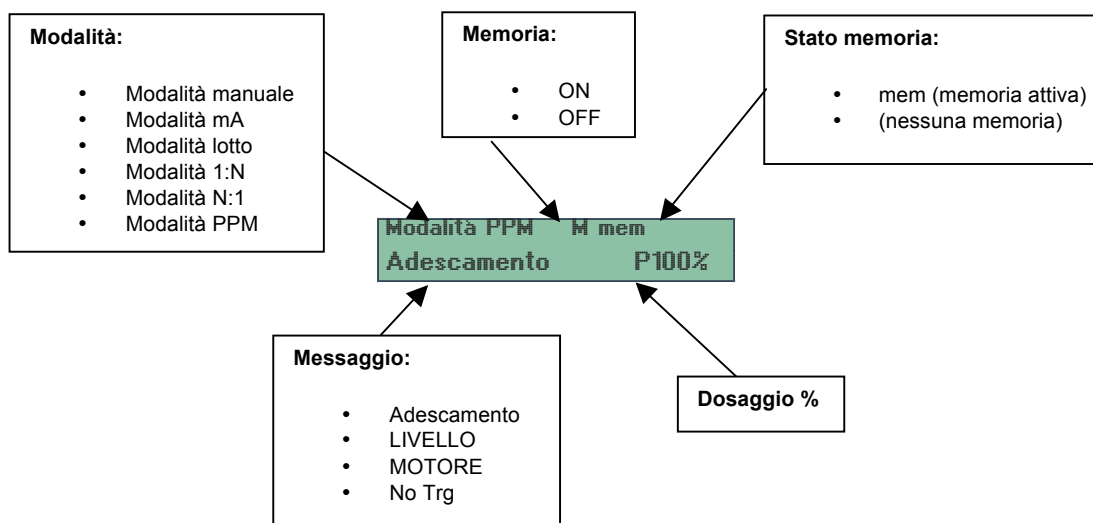 Modalità:
• Modalità manuale
• Modalità mA
• Modalità lotto
• Modalità 1:N
• Modalità N:1
• Modalità PPM
Memoria:
• ON
• OFF
Stato memoria:
• mem (memoria attiva)
• (nessuna memoria)
Modalità PPM M mem
Adescamento P100%
Messaggio:
• Adescamento
• LIVELLO
• MOTORE
• No Trg
Dosaggio %